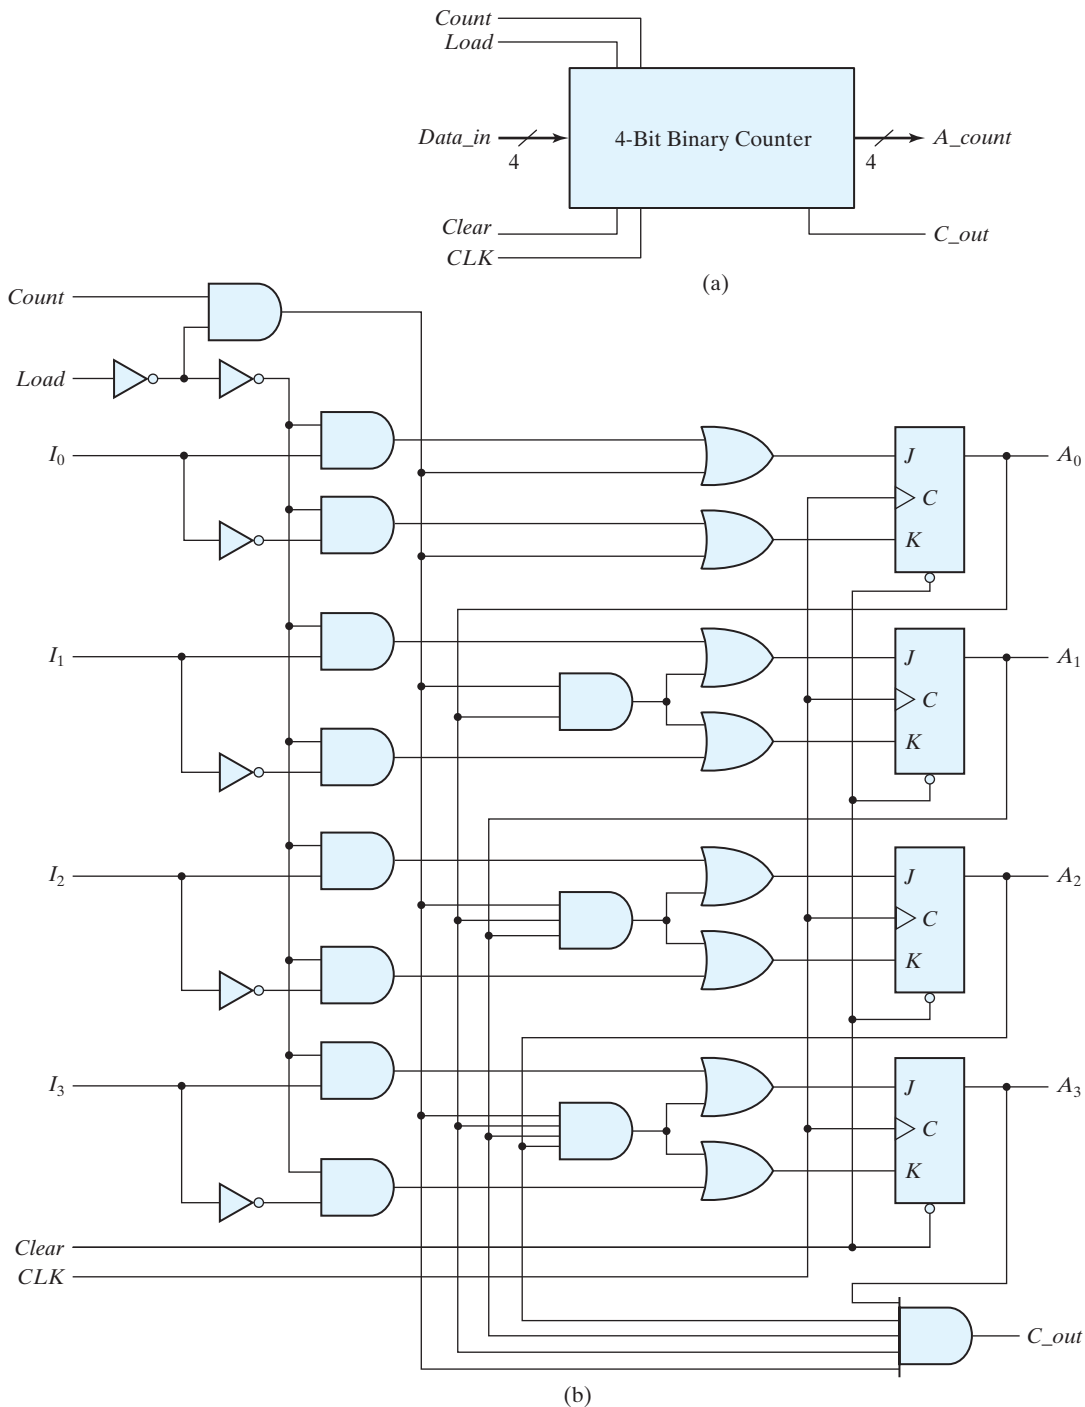 Count
Load
Data_in
4
4-Bit Binary Counter
4
A_count
Clear
CLK
C_out
(a)
Count
Load
I₀
J
C
K
A₀
I₁
J
C
K
A₁
I₂
J
C
K
A₂
I₃
J
C
K
A₃
Clear
CLK
C_out
(b)